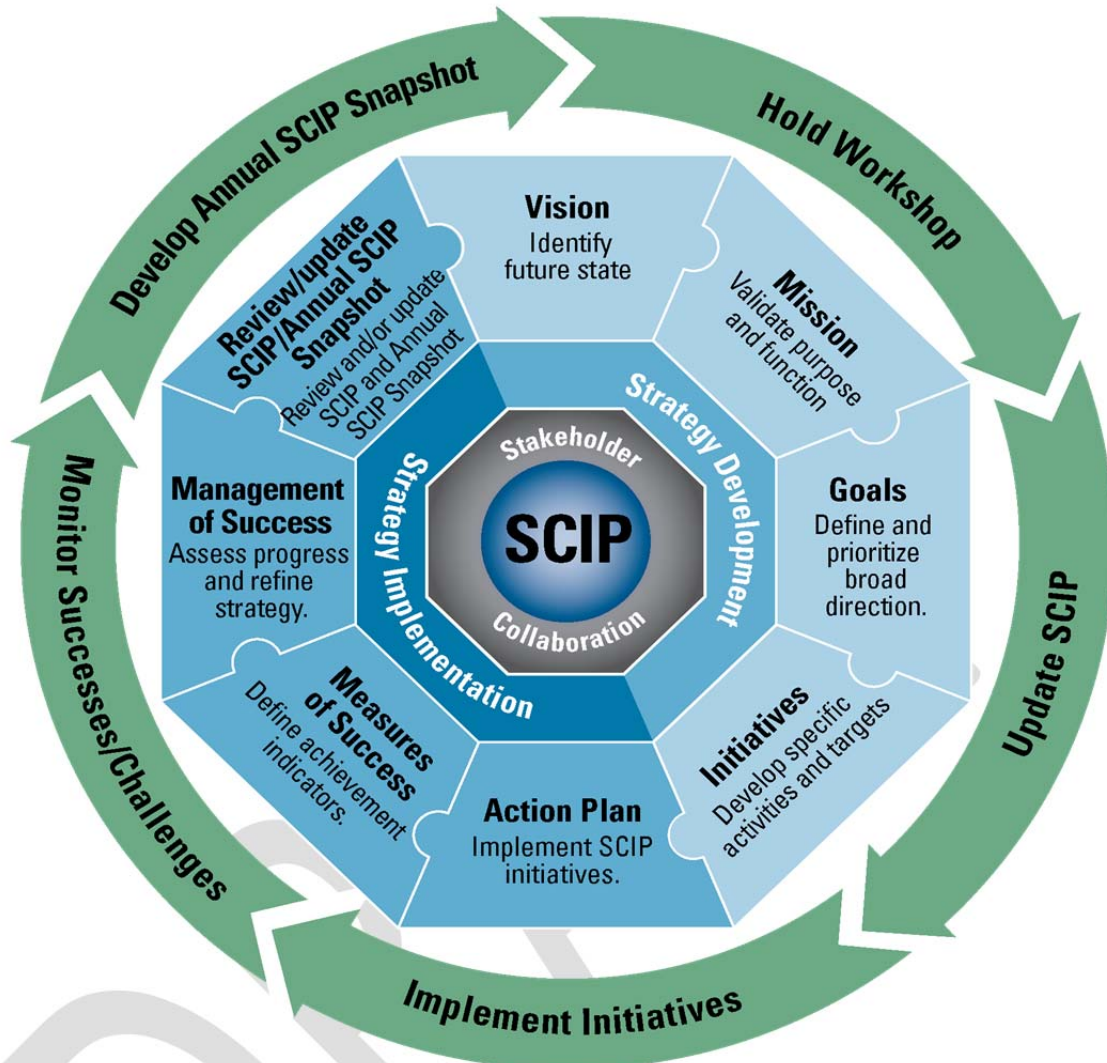 Develop Annual SCIP Snapshot
Hold Workshop
Update SCIP
Implement Initiatives
Monitor Successes/Challenges
Vision
Identify
future state
Mission
Validate purpose
and function
Goals
Define and
prioritize
broad
direction.
Initiatives
Develop specific
activities and targets
Action Plan
Implement SCIP
initiatives.
Measures
of Success
Define achievement
indicators.
Management
of Success
Assess progress
and refine
strategy.
Review/update
SCIP/Annual SCIP
Snapshot
Review and/or update
SCIP and Annual
SCIP Snapshot
Strategy Development
Strategy Implementation
Stakeholder
SCIP
Collaboration